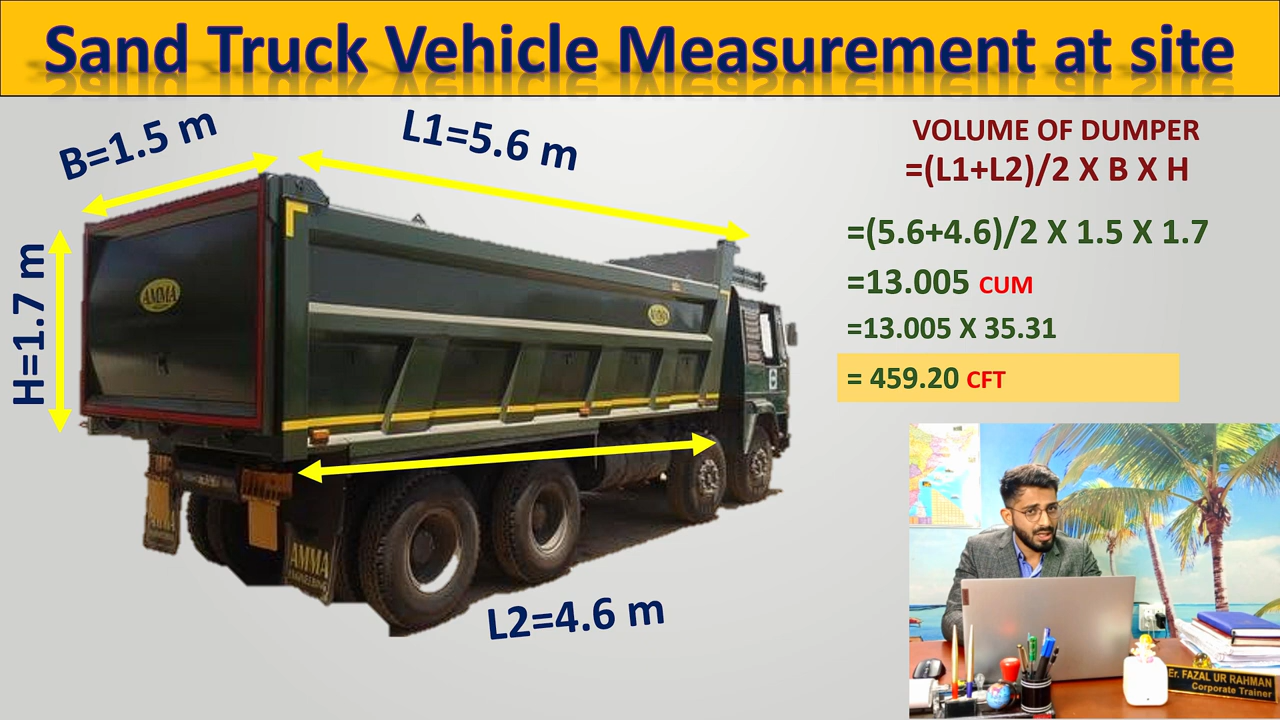 Sand Truck Vehicle Measurement at site
B=1.5 m
L1=5.6 m
H=1.7 m
L2=4.6 m
AMMA
AMMA
AMMA
AMMA
VOLUME OF DUMPER
=(L1+L2)/2 X B X H
=(5.6+4.6)/2 X 1.5 X 1.7
=13.005 CUM
=13.005 X 35.31
= 459.20 CFT
Er. FAZAL UR RAHMAN
Corporate Trainer